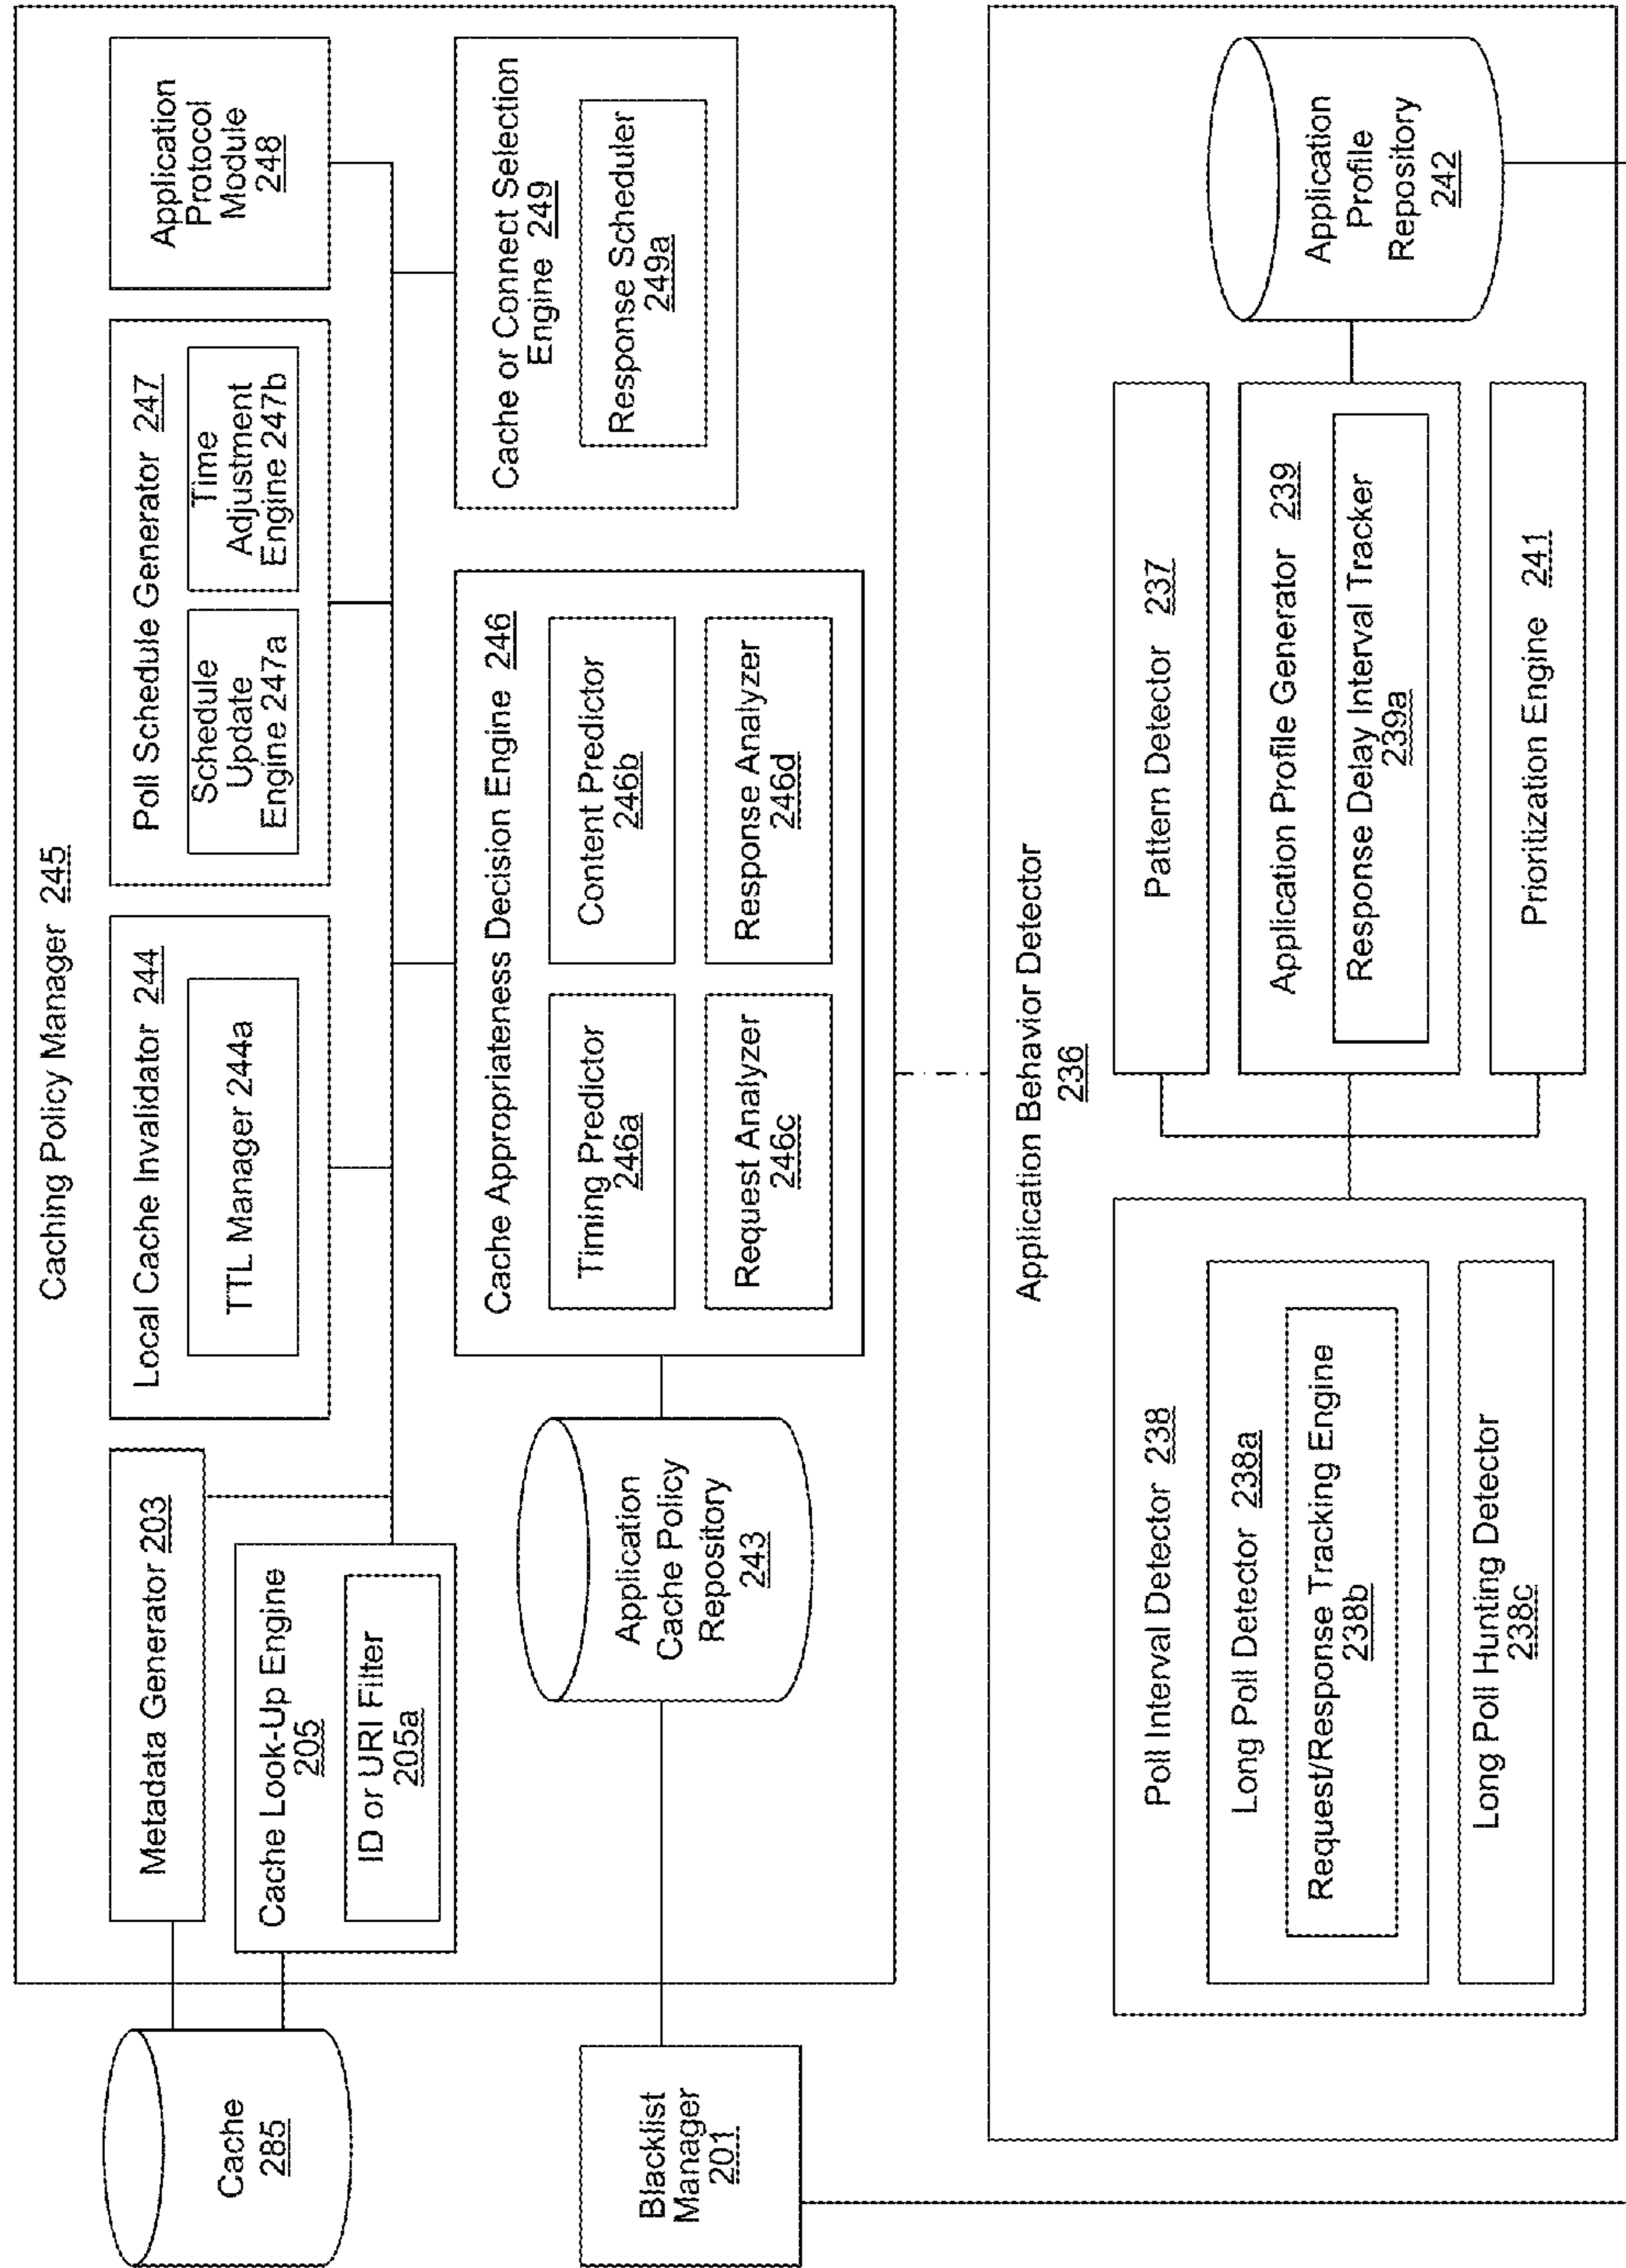 Caching Policy Manager 245
Cache
285
Metadata Generator 203
Cache Look-Up Engine
205
ID or URI Filter
205a
Local Cache Invalidator 244
TTL Manager 244a
Poll Schedule Generator 247
Schedule
Update
Engine 247a
Time
Adjustment
Engine 247b
Application
Protocol
Module
248
Blacklist
Manager
201
Application
Cache Policy
Repository
243
Cache Appropriateness Decision Engine 246
Timing Predictor
246a
Content Predictor
246b
Request Analyzer
246c
Response Analyzer
246d
Cache or Connect Selection
Engine 249
Response Scheduler
249a
Application Behavior Detector
236
Poll Interval Detector 238
Long Poll Detector 238a
Request/Response Tracking Engine
238b
Long Poll Hunting Detector
238c
Pattern Detector 237
Application Profile Generator 239
Response Delay Interval Tracker
239a
Prioritization Engine 241
Application
Profile
Repository
242